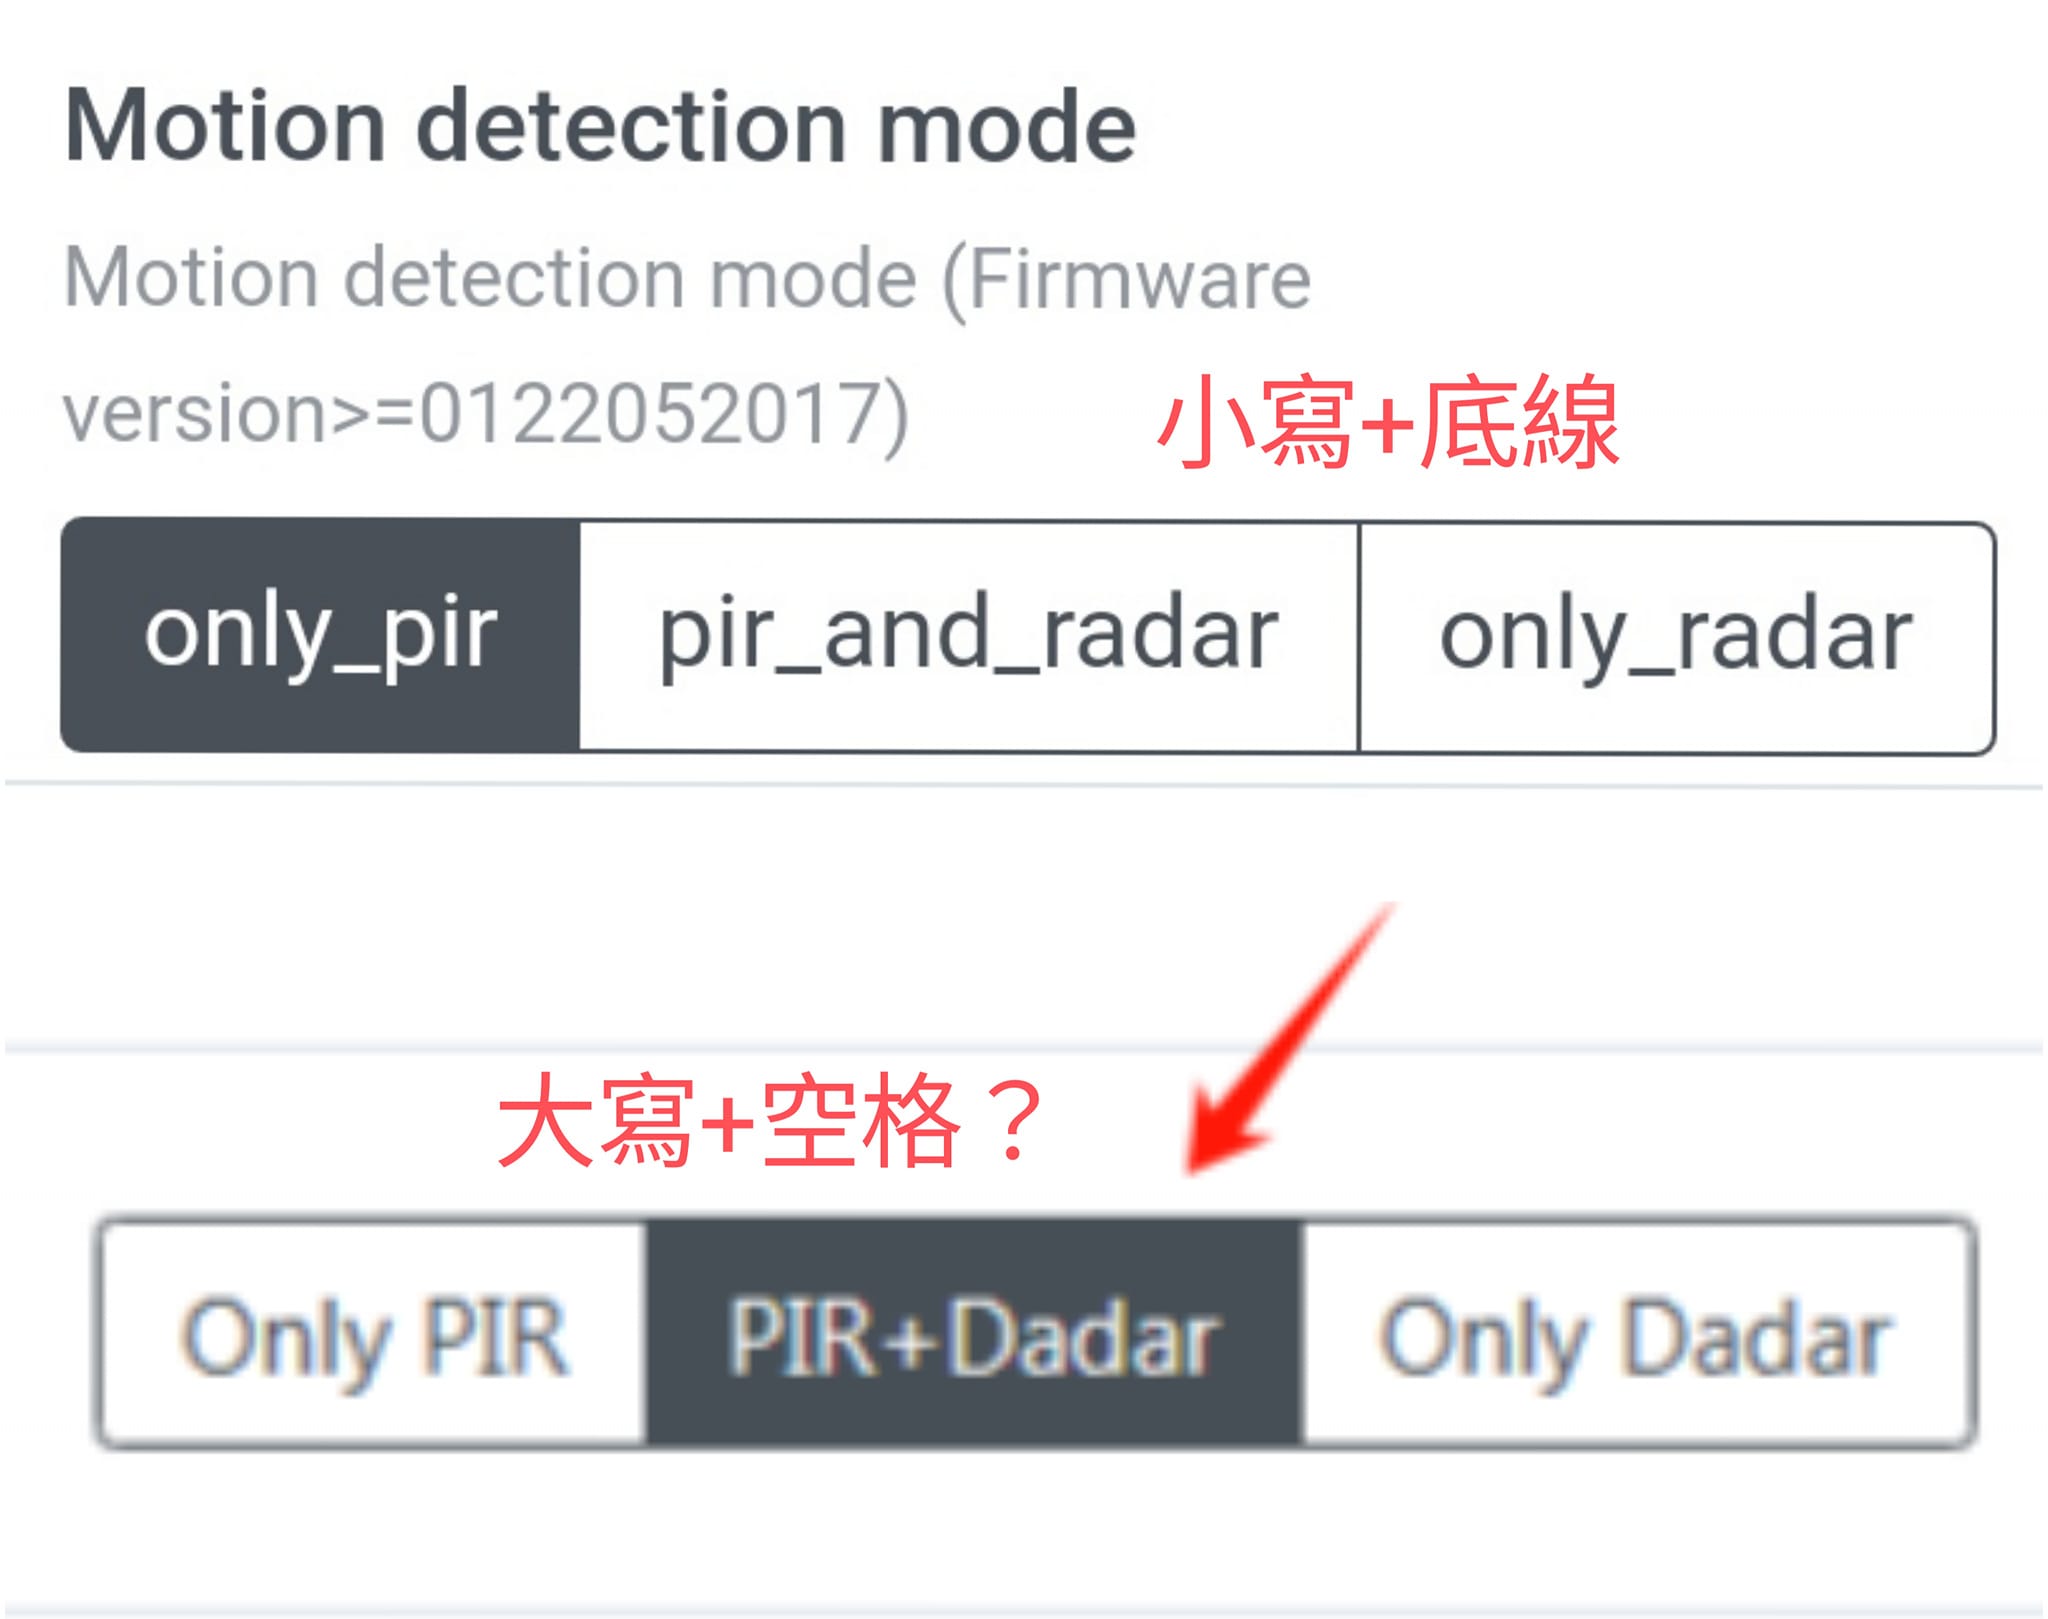 Motion detection mode
Motion detection mode (Firmware
version>=0122052017)
小寫+底線
only_pir
pir_and_radar
only_radar
大寫+空格？
Only PIR
PIR+Dadar
Only Dadar